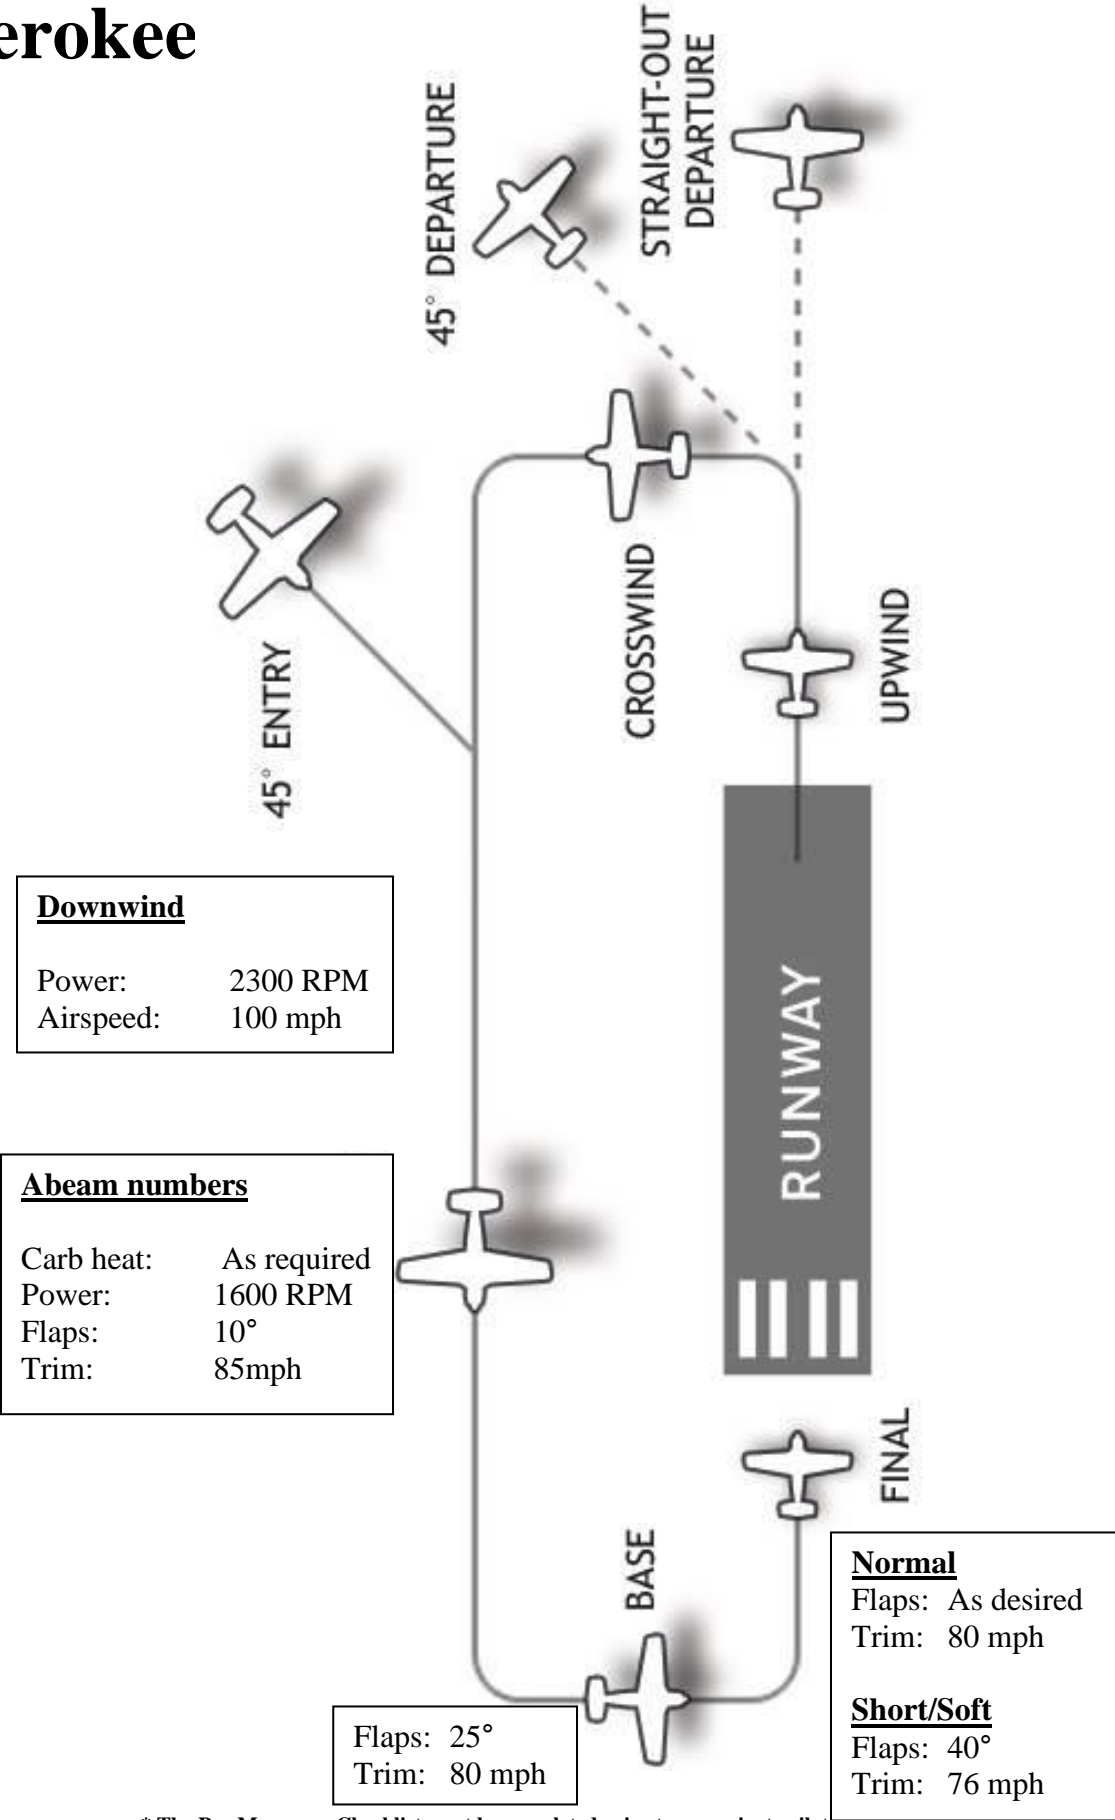 erokee
STRAIGHT-OUT
DEPARTURE
45° DEPARTURE
45° ENTRY
CROSSWIND
UPWIND
Downwind
Power: 2300 RPM
Airspeed: 100 mph
RUNWAY
Abeam numbers
Carb heat: As required
Power: 1600 RPM
Flaps: 10°
Trim: 85mph
FINAL
BASE
Normal
Flaps: As desired
Trim: 80 mph
Short/Soft
Flaps: 40°
Trim: 76 mph
Flaps: 25°
Trim: 80 mph